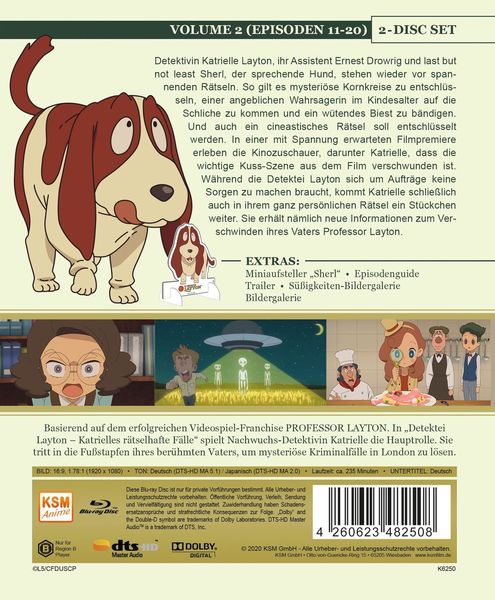 VOLUME 2 (EPISODEN 11-20) 2-DISC SET
Detektivin Katrielle Layton, ihr Assistent Ernest Drowrig und last but
not least Sherl, der sprechende Hund, stehen wieder vor span-
nenden Rätseln. So gilt es mysteriöse Kornkreise zu entschlüs-
seln, einer angeblichen Wahrsagerin im Kindesalter auf die
Schliche zu kommen und ein wütendes Biest zu bändigen.
Und auch ein cineastisches Rätsel soll entschlüsselt
werden. In einer mit Spannung erwarteten Filmpremiere
erleben die Kinozuschauer, darunter Katrielle, dass die
wichtige Kuss-Szene aus dem Film verschwunden ist.
Während die Detektei Layton sich um Aufträge keine
Sorgen zu machen braucht, kommt Katrielle schließlich
auch in ihrem ganz persönlichen Rätsel ein Stückchen
weiter. Sie erhält nämlich neue Informationen zum Ver-
schwinden ihres Vaters Professor Layton.
EXTRAS:
Miniaufsteller „Sherl“ • Episodenguide
Trailer • Süßigkeiten-Bildergalerie
Bildergalerie
Basierend auf dem erfolgreichen Videospiel-Franchise PROFESSOR LAYTON. In „Detektei
Layton – Katrielles rätselhafte Fälle“ spielt Nachwuchs-Detektivin Katrielle die Hauptrolle. Sie
tritt in die Fußstapfen ihres berühmten Vaters, um mysteriöse Kriminalfälle in London zu lösen.
BILD: 16:9, 1.78:1 (1920 x 1080) • TON: Deutsch (DTS-HD MA 5.1) / Japanisch (DTS-HD MA 2.0) • Laufzeit: ca. 235 Minuten • UNTERTITEL: Deutsch
KSM
Anime
Blu-ray Disc
Diese Blu-ray Disc ist nur für private Vorführungen bestimmt. Alle Urheber- und
Leistungsschutzrechte vorbehalten. Öffentliche Vorführung, Verleih, Sendung
und Vervielfältigung sind nicht gestattet. Zuwiderhandlung haben Schadens-
ersatzansprüche und strafrechtliche Konsequenzen zur Folge. „Dolby“ and
the Double-D symbol are trademarks of Dolby Laboratories. DTS-HD Master
Audio™ is a trademark of DTS, Inc.
B
Nur für
Region B
Player.
dts-HD
Master Audio
DOLBY
DIGITAL
4 260623 482508
© 2020 KSM GmbH - Alle Urheber- und Leistungsschutzrechte vorbehalten.
KSM GmbH - Otto-von-Guericke-Ring 15 - 65205 Wiesbaden - www.ksmfilm.de
©L5/CFDUSCP
K6250